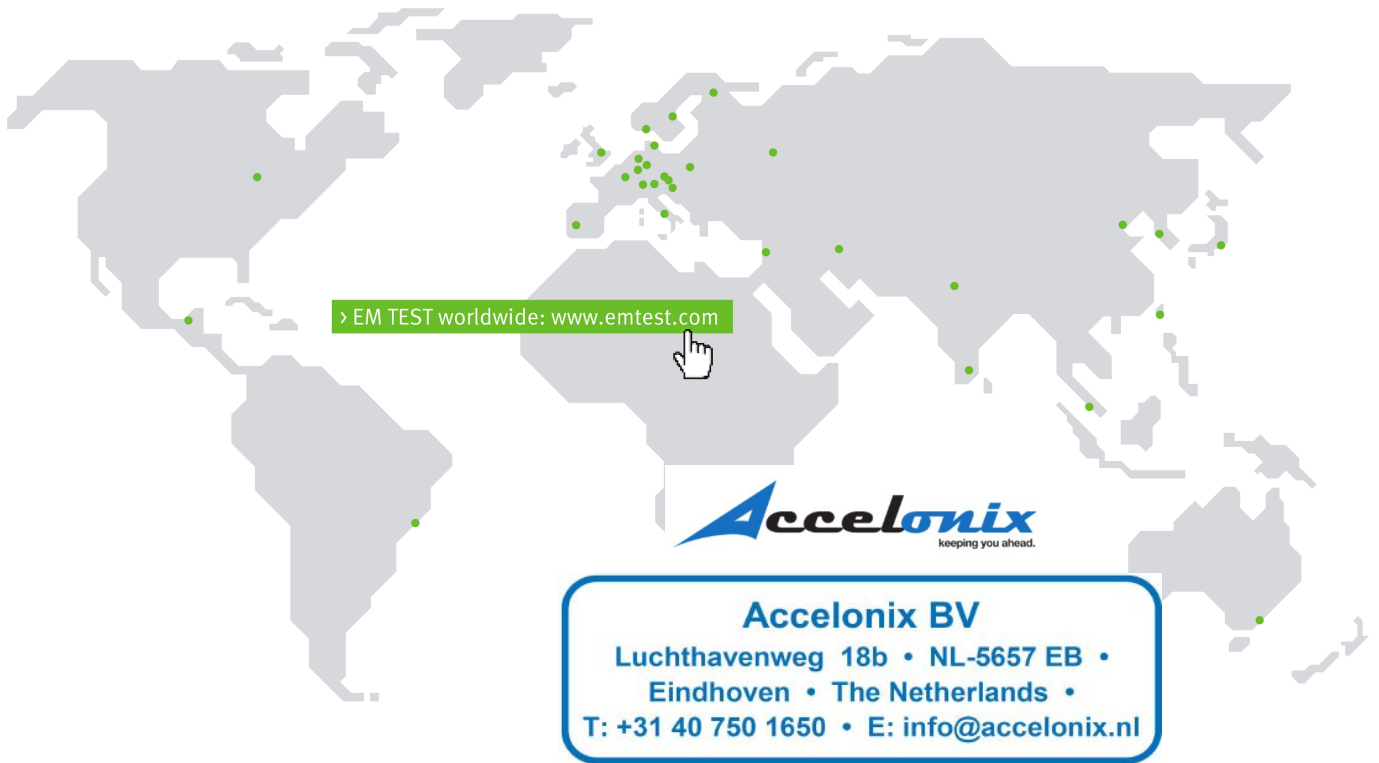 › EM TEST worldwide: www.emtest.com
Accelonix
keeping you ahead.
Accelonix BV
Luchthavenweg 18b • NL-5657 EB •
Eindhoven • The Netherlands •
T: +31 40 750 1650 • E: info@accelonix.nl